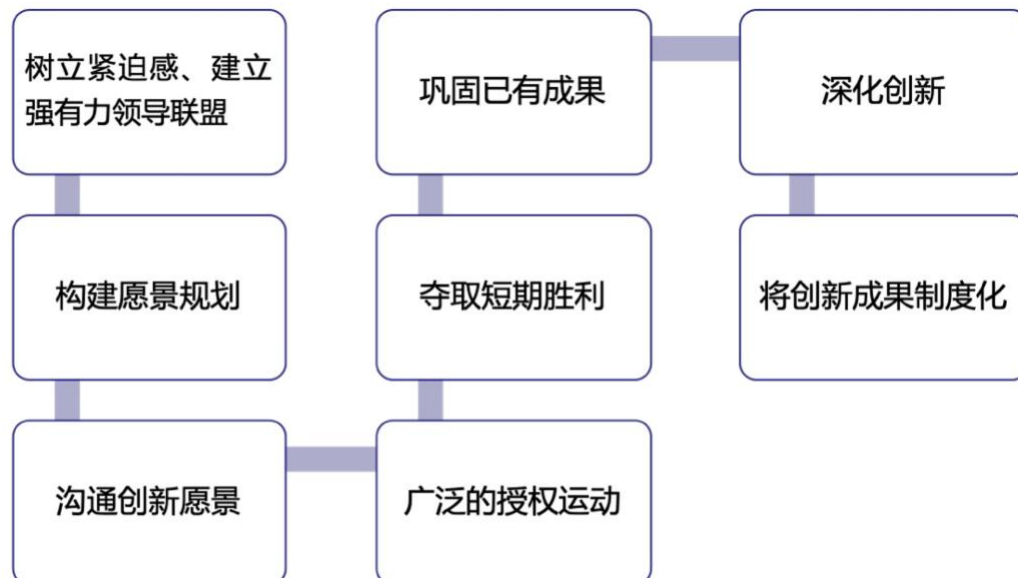 树立紧迫感、建立
强有力领导联盟
构建愿景规划
沟通创新愿景
广泛的授权运动
夺取短期胜利
巩固已有成果
深化创新
将创新成果制度化